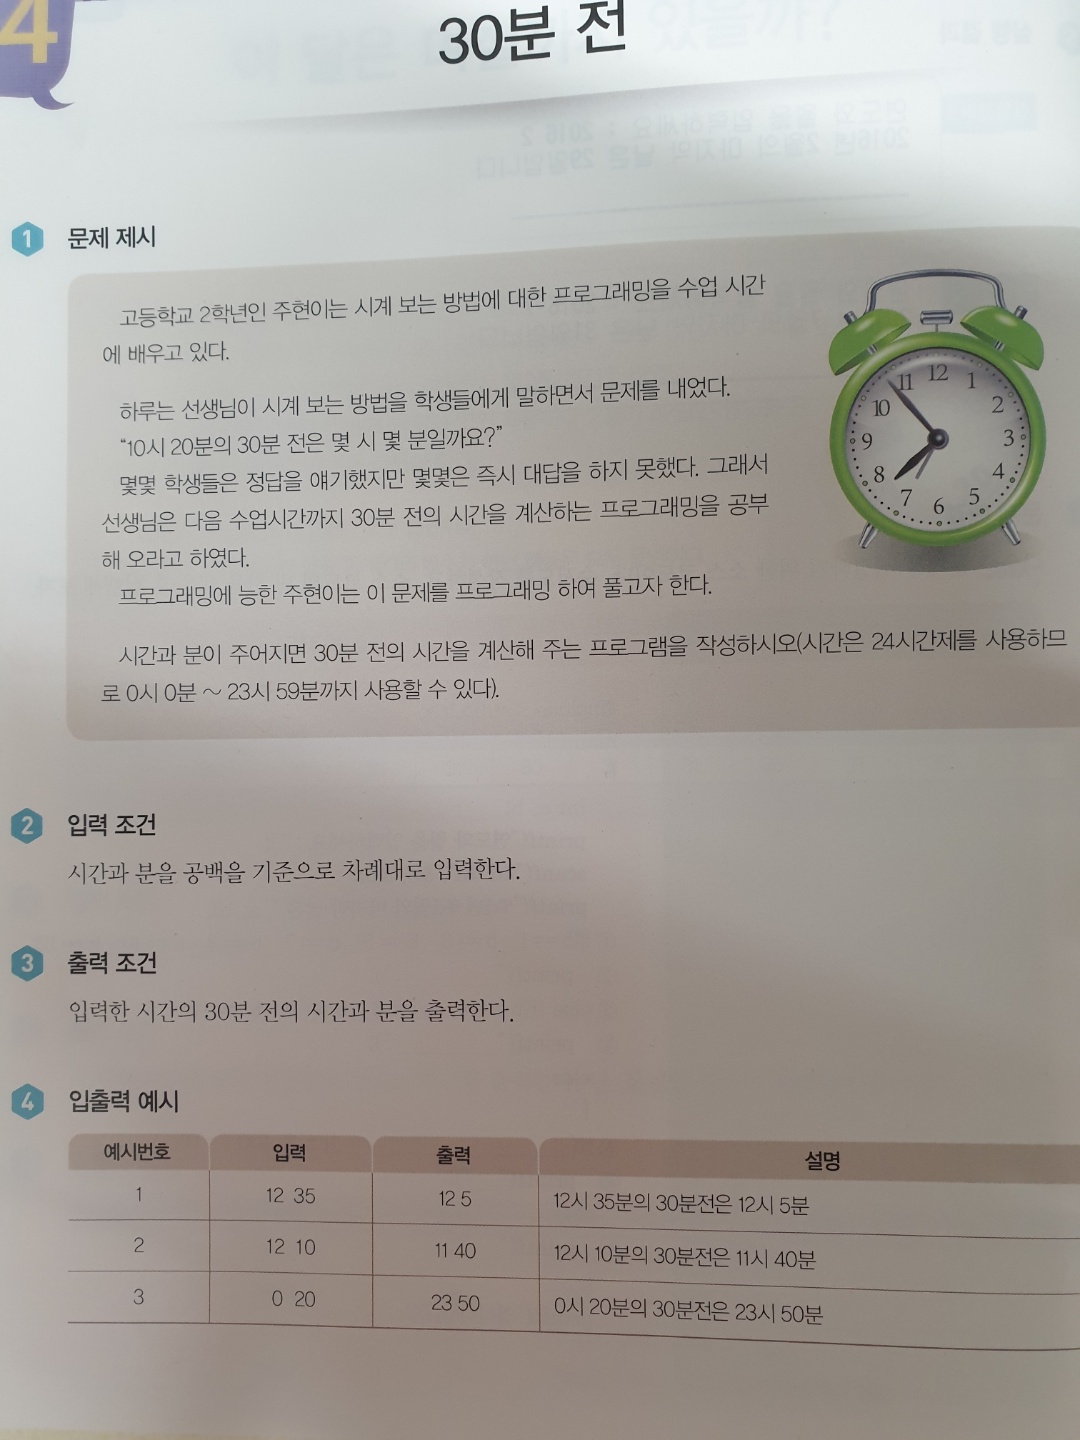 4
30분 전
1 문제 제시
고등학교 2학년인 주현이는 시계 보는 방법에 대한 프로그래밍을 수업 시간
에 배우고 있다.
하루는 선생님이 시계 보는 방법을 학생들에게 말하면서 문제를 내었다.
“10시 20분의 30분 전은 몇 시 몇 분일까요?”
몇몇 학생들은 정답을 얘기했지만 몇몇은 즉시 대답을 하지 못했다. 그래서
선생님은 다음 수업시간까지 30분 전의 시간을 계산하는 프로그래밍을 공부
해 오라고 하였다.
프로그래밍에 능한 주현이는 이 문제를 프로그래밍 하여 풀고자 한다.
시간과 분이 주어지면 30분 전의 시간을 계산해 주는 프로그램을 작성하시오(시간은 24시간제를 사용하므
로 0시 0분 ~ 23시 59분까지 사용할 수 있다).
12
1
2
3
4
5
6
7
8
9
10
11
2 입력 조건
시간과 분을 공백을 기준으로 차례대로 입력한다.
3 출력 조건
입력한 시간의 30분 전의 시간과 분을 출력한다.
4 입출력 예시
예시번호 입력 출력 설명
1 12 35 12 5 12시 35분의 30분전은 12시 5분
2 12 10 11 40 12시 10분의 30분전은 11시 40분
3 0 20 23 50 0시 20분의 30분전은 23시 50분